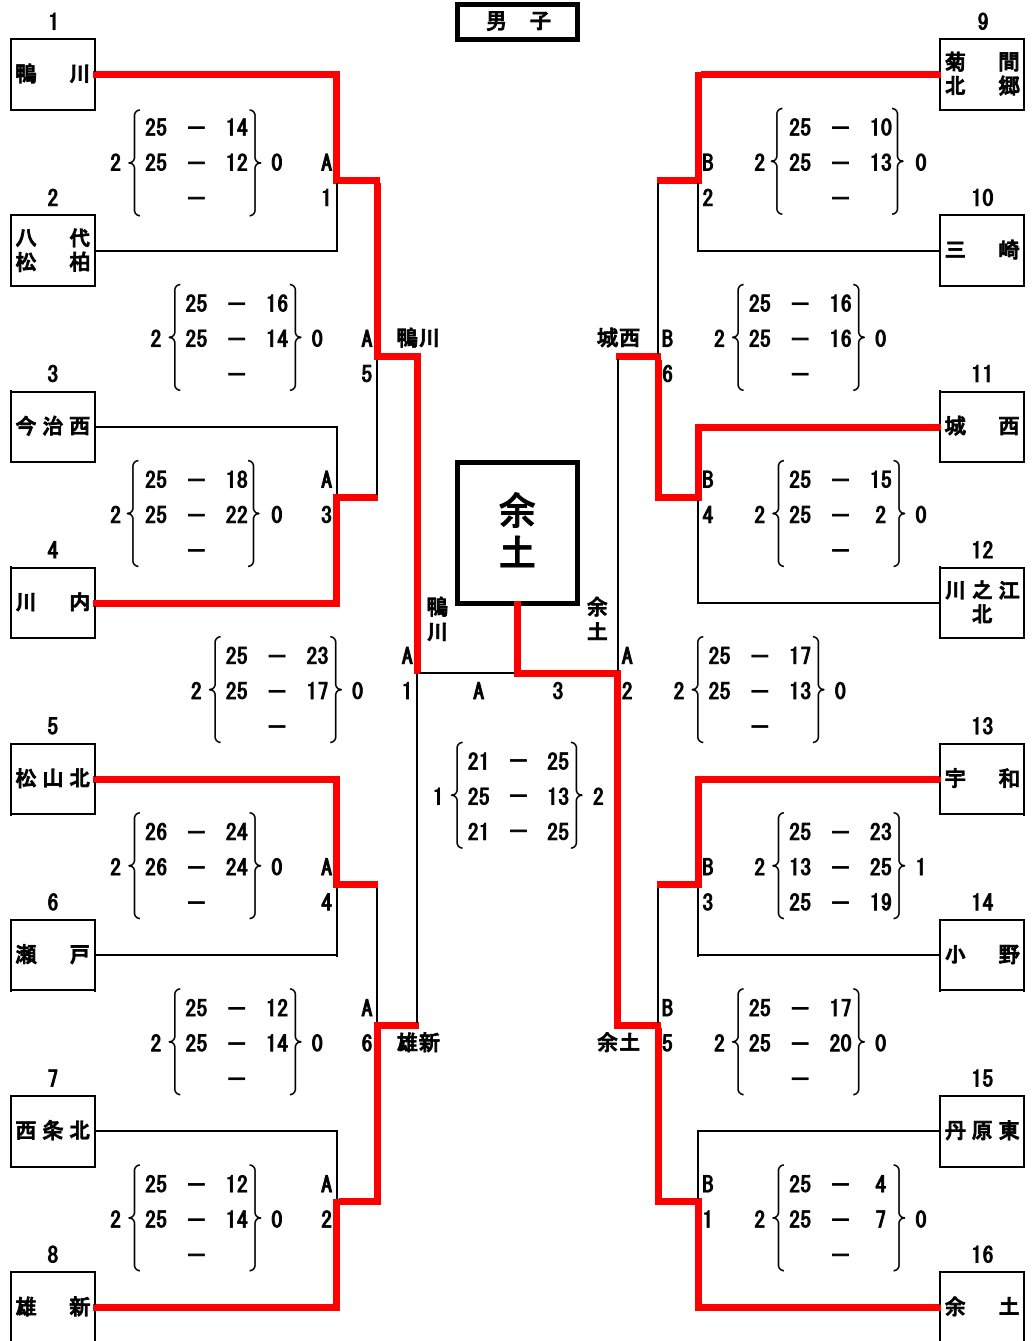 男 子
1
鴨 川
25 — 14
2 25 — 12 0
—
A
1
2
八 代
松 柏
25 — 16
2 25 — 14 0
—
A
5
鴨川
3
今治西
25 — 18
2 25 — 22 0
—
A
3
4
川 内
25 — 23
2 25 — 17 0
—
A
1
鴨
川
5
松山北
26 — 24
2 26 — 24 0
—
A
4
6
瀬 戸
25 — 12
2 25 — 14 0
—
A
6
雄新
7
西条北
25 — 12
2 25 — 14 0
—
A
2
8
雄 新
余
土
A 3
21 — 25
1 25 — 13 2
21 — 25
9
菊 間
北 郷
B
2
25 — 10
2 25 — 13 0
—
10
三 崎
城西
B
6
25 — 16
2 25 — 16 0
—
11
城 西
B
4
25 — 15
2 25 — 2 0
—
12
川之江
北
余
土
A
2
25 — 17
2 25 — 13 0
—
13
宇 和
B
3
25 — 23
2 13 — 25 1
25 — 19
14
小 野
余土
B
5
25 — 17
2 25 — 20 0
—
15
丹原東
B
1
25 — 4
2 25 — 7 0
—
16
余 土